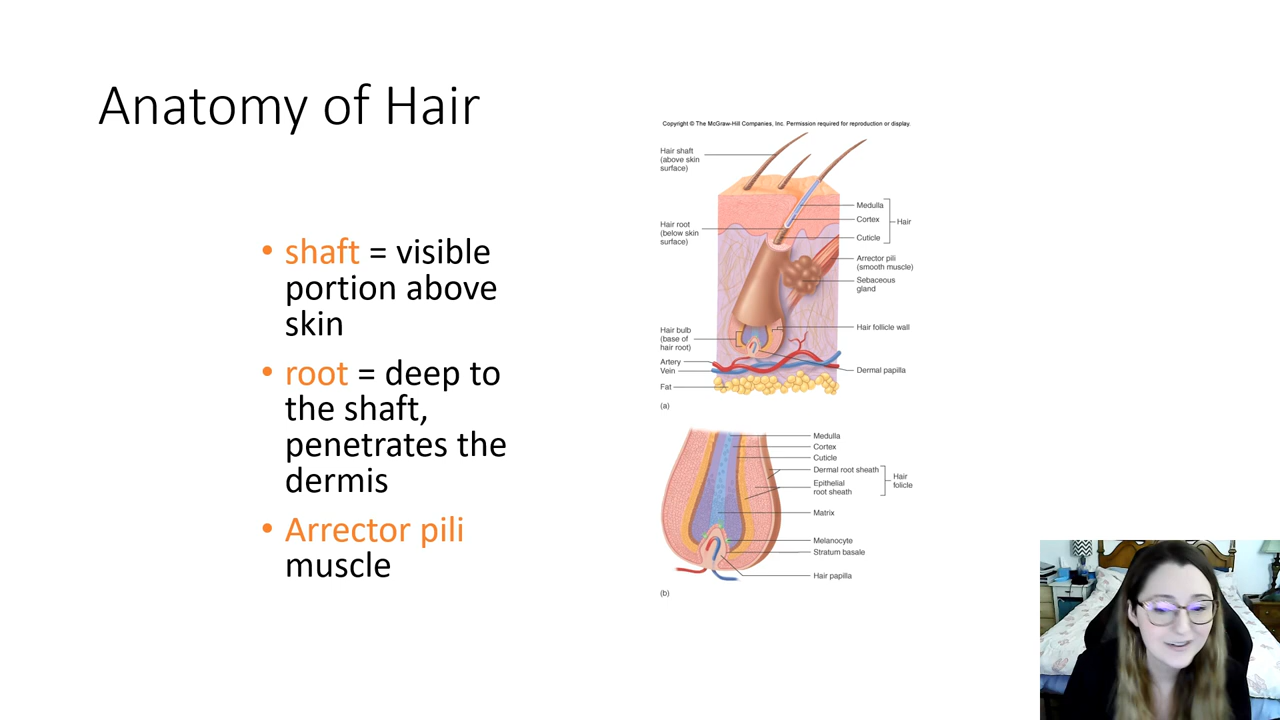 Anatomy of Hair
• shaft = visible
portion above
skin
• root = deep to
the shaft,
penetrates the
dermis
• Arrector pili
muscle
Copyright © The McGraw-Hill Companies, Inc. Permission required for reproduction or display.
Hair shaft
(above skin
surface)
Hair root
(below skin
surface)
Hair bulb
(base of
hair root)
Artery
Vein
Fat
Medulla
Cortex
Cuticle
Hair
Arrector pili
(smooth muscle)
Sebaceous
gland
Hair follicle wall
Dermal papilla
(a)
Medulla
Cortex
Cuticle
Dermal root sheath
Epithelial
root sheath
Hair
folicle
Matrix
Melanocyte
Stratum basale
Hair papilla
(b)